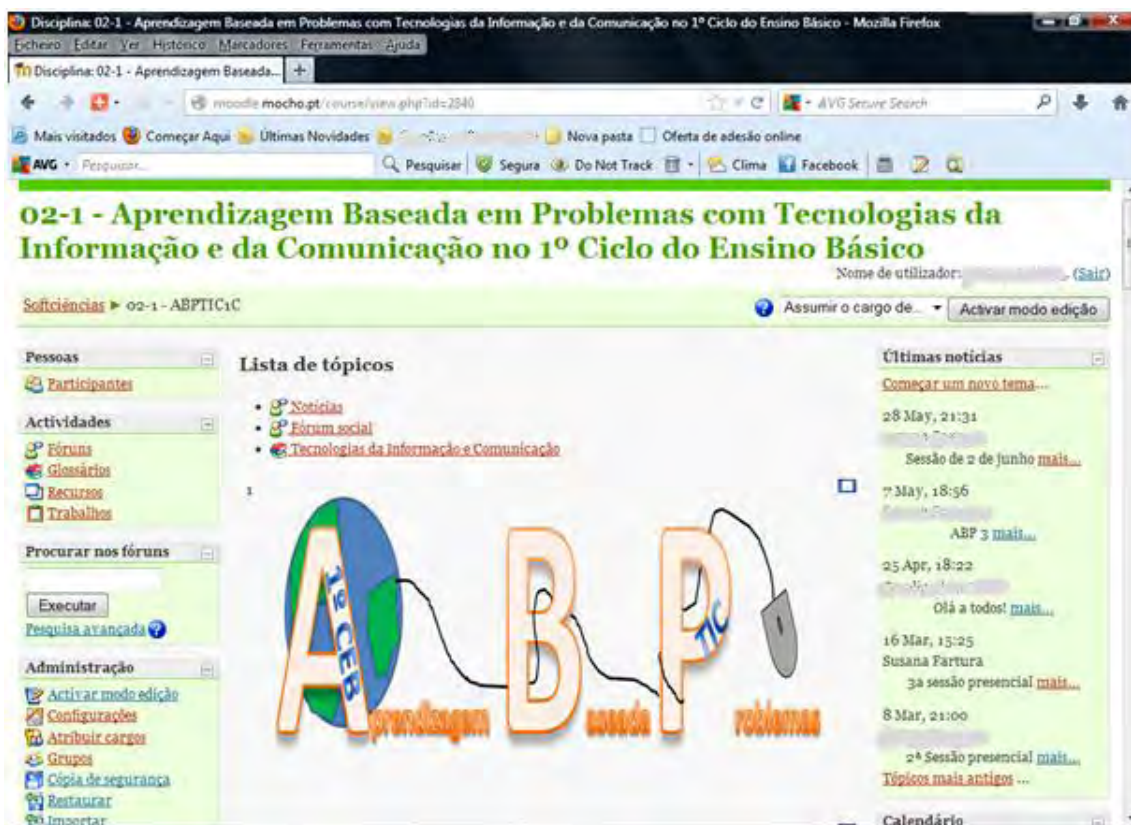 Disciplina: 02-1 - Aprendizagem Baseada em Problemas com Tecnologias da Informação e da Comunicação no 1º Ciclo do Ensino Básico - Mozilla Firefox
Ficheiro Editar Ver Histórico Marcadores Ferramentas Ajuda
Disciplina: 02-1 - Aprendizagem Baseada... +
moodle.mocho.pt/course/view.php?id=2840 AVG Secure Search
Mais visitados Começar Aqui Últimas Novidades Nova pasta Oferta de adesão online
AVG Pesquisar... Pesquisar Segura Do Not Track Clima Facebook
02-1 - Aprendizagem Baseada em Problemas com Tecnologias da
Informação e da Comunicação no 1º Ciclo do Ensino Básico
Nome de utilizador: (Sair)
Softciências ► 02-1 - ABPTIC1C
Assumir o cargo de... Activar modo edição
Pessoas
Participantes
Actividades
Fóruns
Glossários
Recursos
Trabalhos
Procurar nos fóruns
Executar
Pesquisa avançada
Administração
Activar modo edição
Configurações
Atribuir cargos
Grupos
Cópia de segurança
Restaurar
Importar
Lista de tópicos
• Notícias
• Fórum social
• Tecnologias da Informação e Comunicação
1
A B P
1º CEB
TIC
prendizagem aseada roblemas
Últimas notícias
Começar um novo tema...
28 May, 21:31
Sessão de 2 de junho mais...
7 May, 18:56
ABP 3 mais...
25 Apr, 18:22
Olá a todos! mais...
16 Mar, 15:25
Susana Fartura
3a sessão presencial mais...
8 Mar, 21:00
2ª Sessão presencial mais...
Tópicos mais antigos ...
Calendário